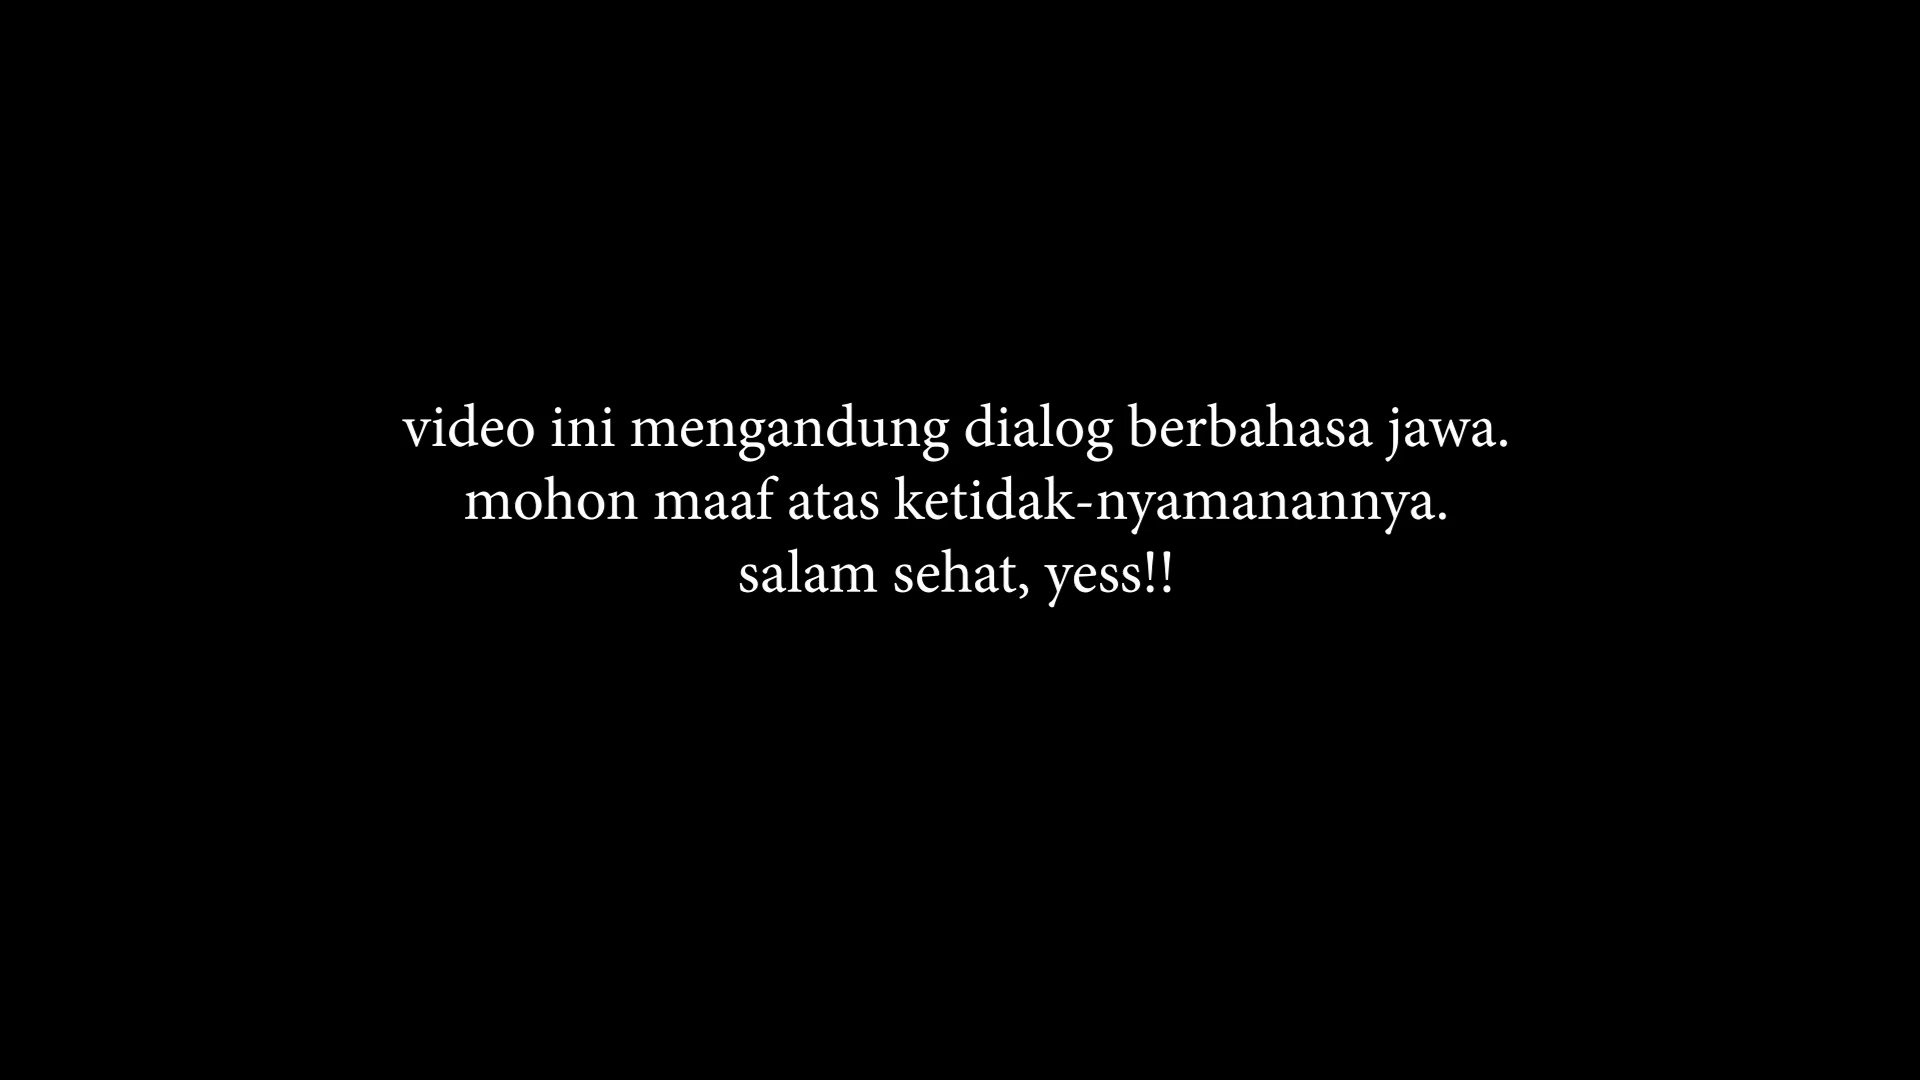 video ini mengandung dialog berbahasa jawa.
mohon maaf atas ketidak-nyamanannya.
salam sehat, yess!!